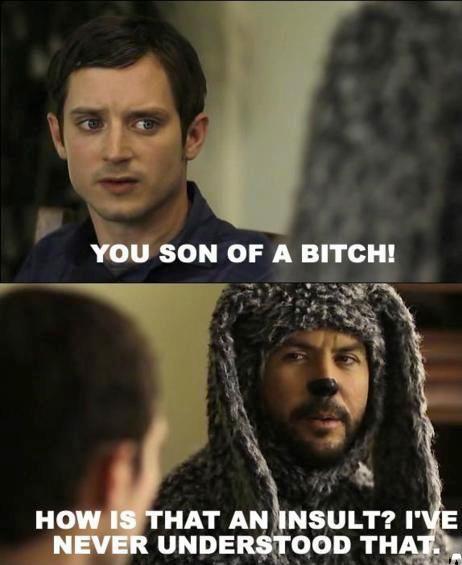 YOU SON OF A BITCH!
HOW IS THAT AN INSULT? I'VE
NEVER UNDERSTOOD THAT.